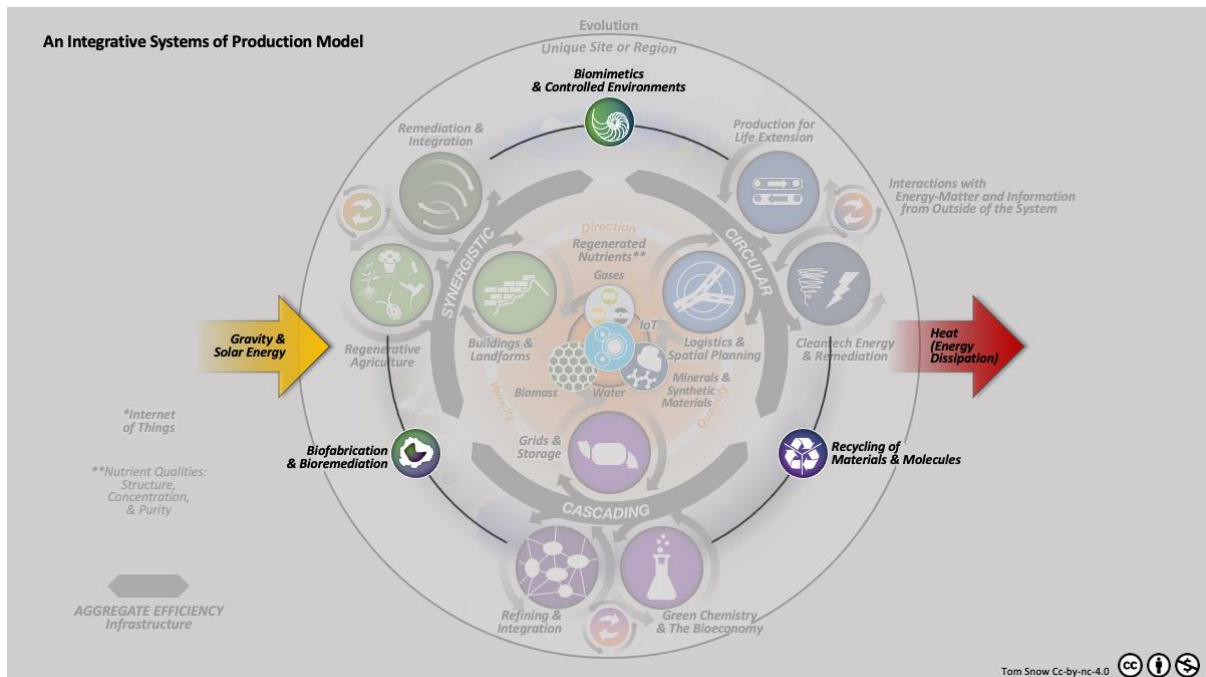 Evolution
An Integrative Systems of Production Model
Unique Site or Region
Biomimetics
& Controlled Environments
Remediation &
Integration
Production for
Life Extension
Interactions with
Energy-Matter and Information
from Outside of the System
SYNERGISTIC
CIRCULAR
Direction
Regenerated
Nutrients**
Gases
IoT
Gravity &
Solar Energy
Heat
(Energy
Dissipation)
Regenerative
Agriculture
Buildings &
Landforms
Logistics &
Spatial Planning
Cleantech Energy
& Remediation
Biomass
Water
Minerals &
Synthetic
Materials
Velocity
Quantity
*Internet
of Things
Grids &
Storage
Biofabrication
& Bioremediation
Recycling of
Materials & Molecules
**Nutrient Qualities:
Structure,
Concentration,
& Purity
CASCADING
AGGREGATE EFFICIENCY
Infrastructure
Refining &
Integration
Green Chemistry
& The Bioeconomy
Tom Snow Cc-by-nc-4.0
cc